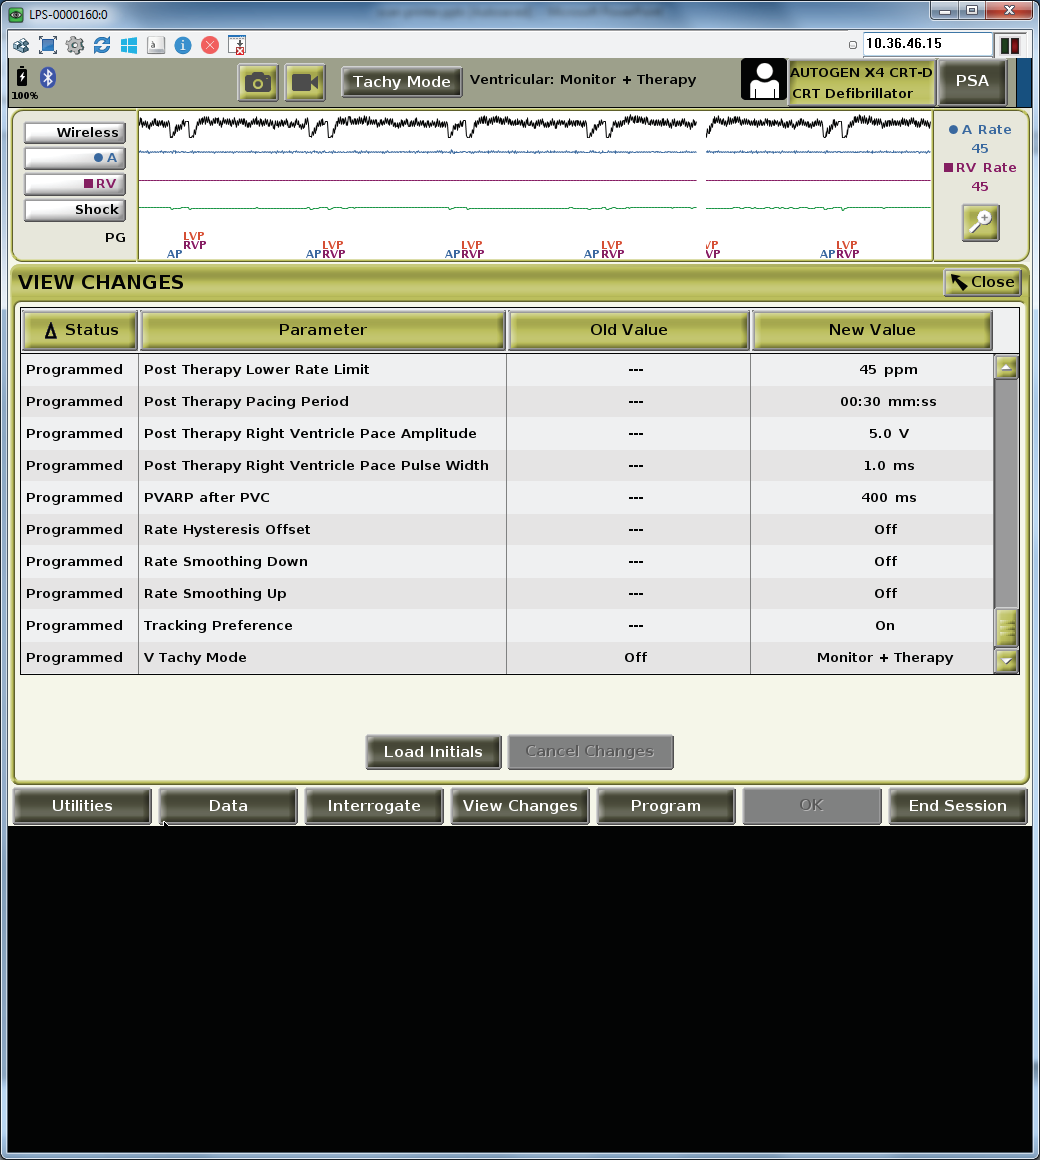 LPS-0000160:0
10.36.46.15
100%
Tachy Mode
Ventricular: Monitor + Therapy
AUTOGEN X4 CRT-D
CRT Defibrillator
PSA
Wireless
A
RV
Shock
PG
LVP
RVP
AP
LVP
AP RVP
LVP
AP RVP
LVP
AP RVP
VP
VP
LVP
AP RVP
A Rate
45
RV Rate
45
VIEW CHANGES
Close
Status Parameter Old Value New Value
Programmed Post Therapy Lower Rate Limit --- 45 ppm
Programmed Post Therapy Pacing Period --- 00:30 mm:ss
Programmed Post Therapy Right Ventricle Pace Amplitude --- 5.0 V
Programmed Post Therapy Right Ventricle Pace Pulse Width --- 1.0 ms
Programmed PVARP after PVC --- 400 ms
Programmed Rate Hysteresis Offset --- Off
Programmed Rate Smoothing Down --- Off
Programmed Rate Smoothing Up --- Off
Programmed Tracking Preference --- On
Programmed V Tachy Mode Off Monitor + Therapy
Load Initials Cancel Changes
Utilities Data Interrogate View Changes Program OK End Session